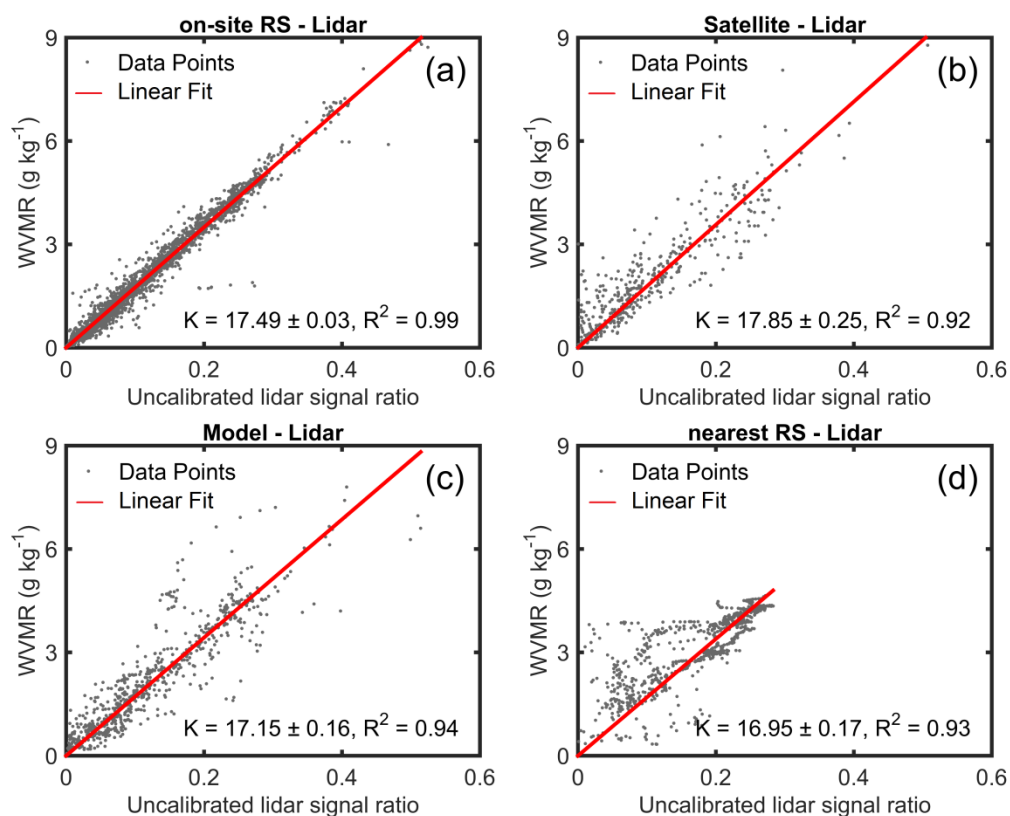 on-site RS - Lidar
9
6
3
0
WVMR (g kg⁻¹)
Data Points
Linear Fit
(a)
K = 17.49 ± 0.03, R² = 0.99
0 0.2 0.4 0.6
Uncalibrated lidar signal ratio
Satellite - Lidar
9
6
3
0
WVMR (g kg⁻¹)
Data Points
Linear Fit
(b)
K = 17.85 ± 0.25, R² = 0.92
0 0.2 0.4 0.6
Uncalibrated lidar signal ratio
Model - Lidar
9
6
3
0
WVMR (g kg⁻¹)
Data Points
Linear Fit
(c)
K = 17.15 ± 0.16, R² = 0.94
0 0.2 0.4 0.6
Uncalibrated lidar signal ratio
nearest RS - Lidar
9
6
3
0
WVMR (g kg⁻¹)
Data Points
Linear Fit
(d)
K = 16.95 ± 0.17, R² = 0.93
0 0.2 0.4 0.6
Uncalibrated lidar signal ratio